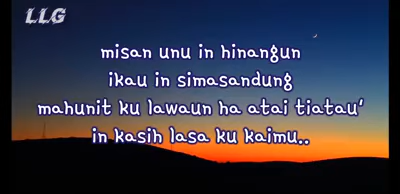 LLG
misan unu in hinangun
ikau in simasandung
mahunit ku lawaun ha atai tiatau'
in kasih lasa ku kaimu..